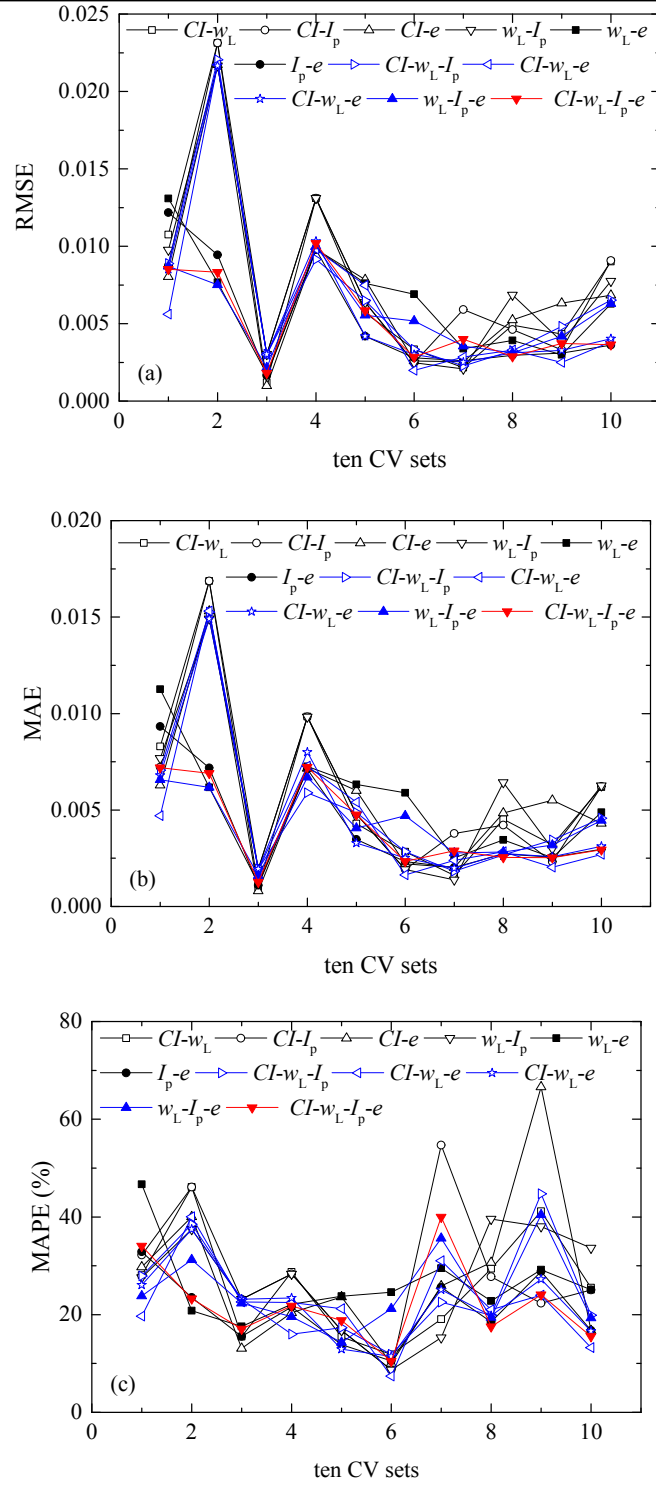 CI-wL CI-Ip CI-e wL-Ip wL-e
Ip-e CI-wL-Ip CI-wL-e
CI-wL-e wL-Ip-e CI-wL-Ip-e
0.025
0.020
0.015
0.010
0.005
0.000
RMSE
(a)
0 2 4 6 8 10
ten CV sets
CI-wL CI-Ip CI-e wL-Ip wL-e
Ip-e CI-wL-Ip CI-wL-e
CI-wL-e wL-Ip-e CI-wL-Ip-e
0.020
0.015
0.010
0.005
0.000
MAE
(b)
0 2 4 6 8 10
ten CV sets
CI-wL CI-Ip CI-e wL-Ip wL-e
Ip-e CI-wL-Ip CI-wL-e CI-wL-e
wL-Ip-e CI-wL-Ip-e
80
60
40
20
0
MAPE (%)
(c)
0 2 4 6 8 10
ten CV sets